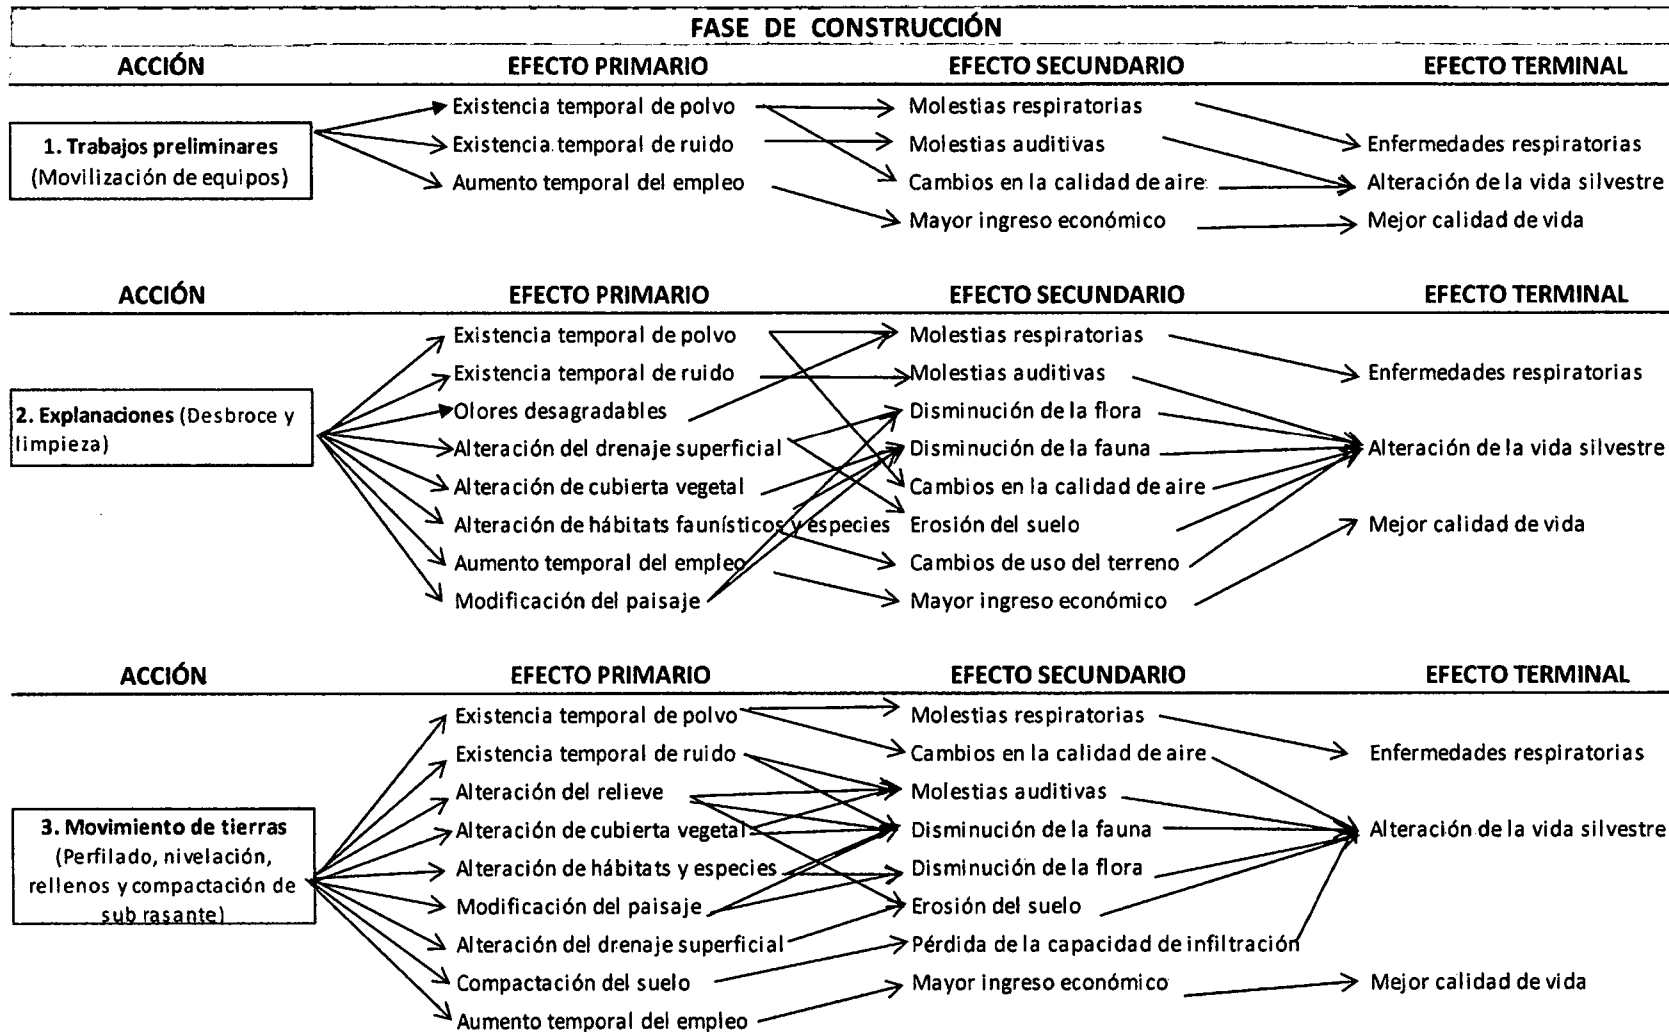 FASE DE CONSTRUCCIÓN
ACCIÓN EFECTO PRIMARIO EFECTO SECUNDARIO EFECTO TERMINAL
1. Trabajos preliminares
(Movilización de equipos)
Existencia temporal de polvo
Existencia temporal de ruido
Aumento temporal del empleo
Molestias respiratorias
Molestias auditivas
Cambios en la calidad de aire
Mayor ingreso económico
Enfermedades respiratorias
Alteración de la vida silvestre
Mejor calidad de vida
ACCIÓN EFECTO PRIMARIO EFECTO SECUNDARIO EFECTO TERMINAL
2. Explanaciones (Desbroce y
limpieza)
Existencia temporal de polvo
Existencia temporal de ruido
Olores desagradables
Alteración del drenaje superficial
Alteración de cubierta vegetal
Alteración de hábitats faunísticos y especies
Aumento temporal del empleo
Modificación del paisaje
Molestias respiratorias
Molestias auditivas
Disminución de la flora
Disminución de la fauna
Cambios en la calidad de aire
Erosión del suelo
Cambios de uso del terreno
Mayor ingreso económico
Enfermedades respiratorias
Alteración de la vida silvestre
Mejor calidad de vida
ACCIÓN EFECTO PRIMARIO EFECTO SECUNDARIO EFECTO TERMINAL
3. Movimiento de tierras
(Perfilado, nivelación,
rellenos y compactación de
sub rasante)
Existencia temporal de polvo
Existencia temporal de ruido
Alteración del relieve
Alteración de cubierta vegetal
Alteración de hábitats y especies
Modificación del paisaje
Alteración del drenaje superficial
Compactación del suelo
Aumento temporal del empleo
Molestias respiratorias
Cambios en la calidad de aire
Molestias auditivas
Disminución de la fauna
Disminución de la flora
Erosión del suelo
Pérdida de la capacidad de infiltración
Mayor ingreso económico
Enfermedades respiratorias
Alteración de la vida silvestre
Mejor calidad de vida